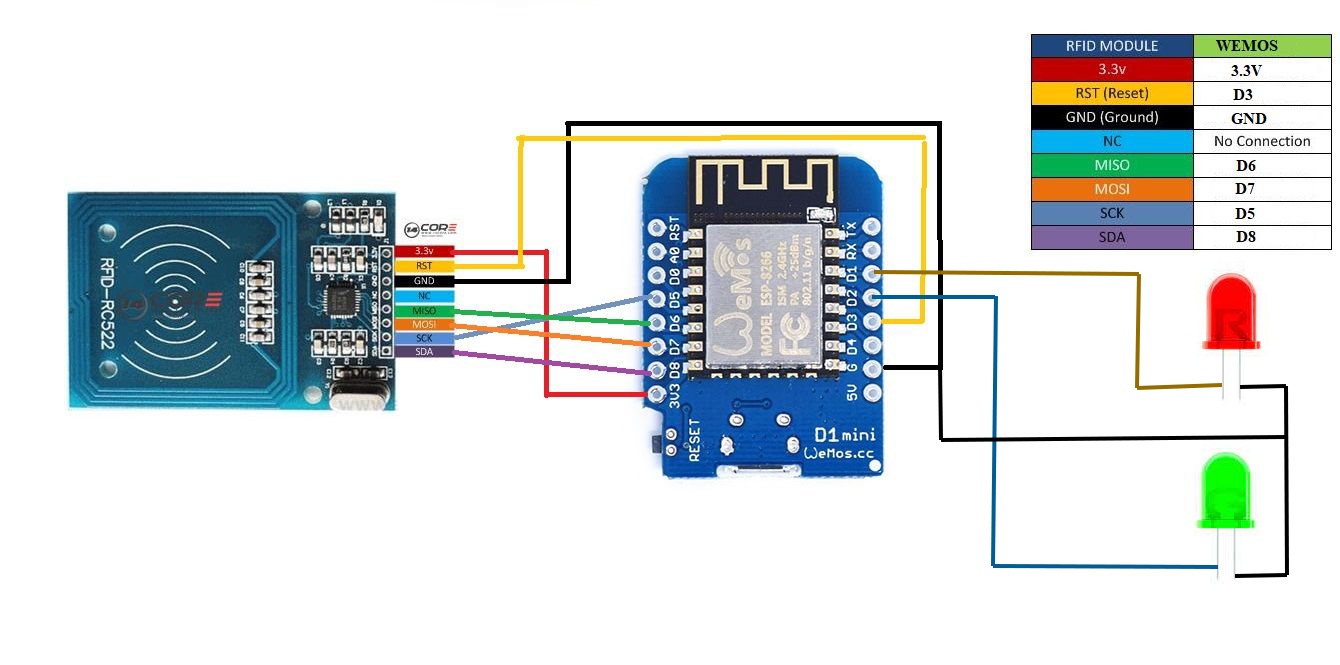 RFID MODULE WEMOS
3.3v 3.3V
RST (Reset) D3
GND (Ground) GND
NC No Connection
MISO D6
MOSI D7
SCK D5
SDA D8
RFID-RC522
14CORE
3.3v
RST
GND
NC
MISO
MOSI
SCK
SDA
RST
A0
D0
D5
D6
D7
D8
3V3
TX
RX
D1
D2
D3
D4
G
5V
WeMos
MODEL ESP-8266
ISM 2.4GHz
PA +25dBm
802.11b/g/n
FC
RESET
D1 mini
WeMos.cc
R
G